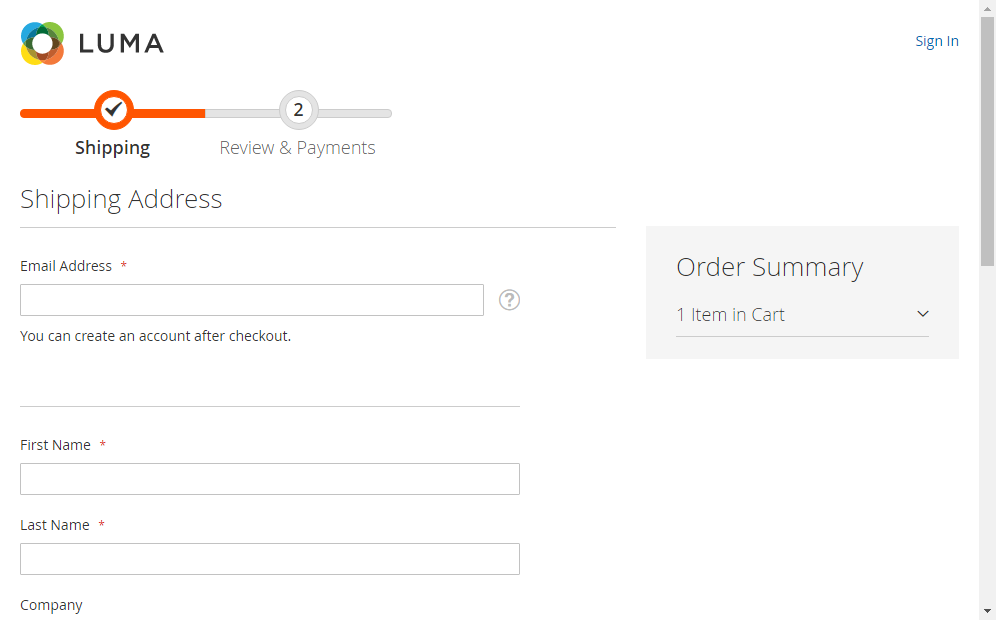 LUMA
Sign In
2
Shipping
Review & Payments
Shipping Address
Email Address *
?
You can create an account after checkout.
Order Summary
1 Item in Cart
First Name *
Last Name *
Company